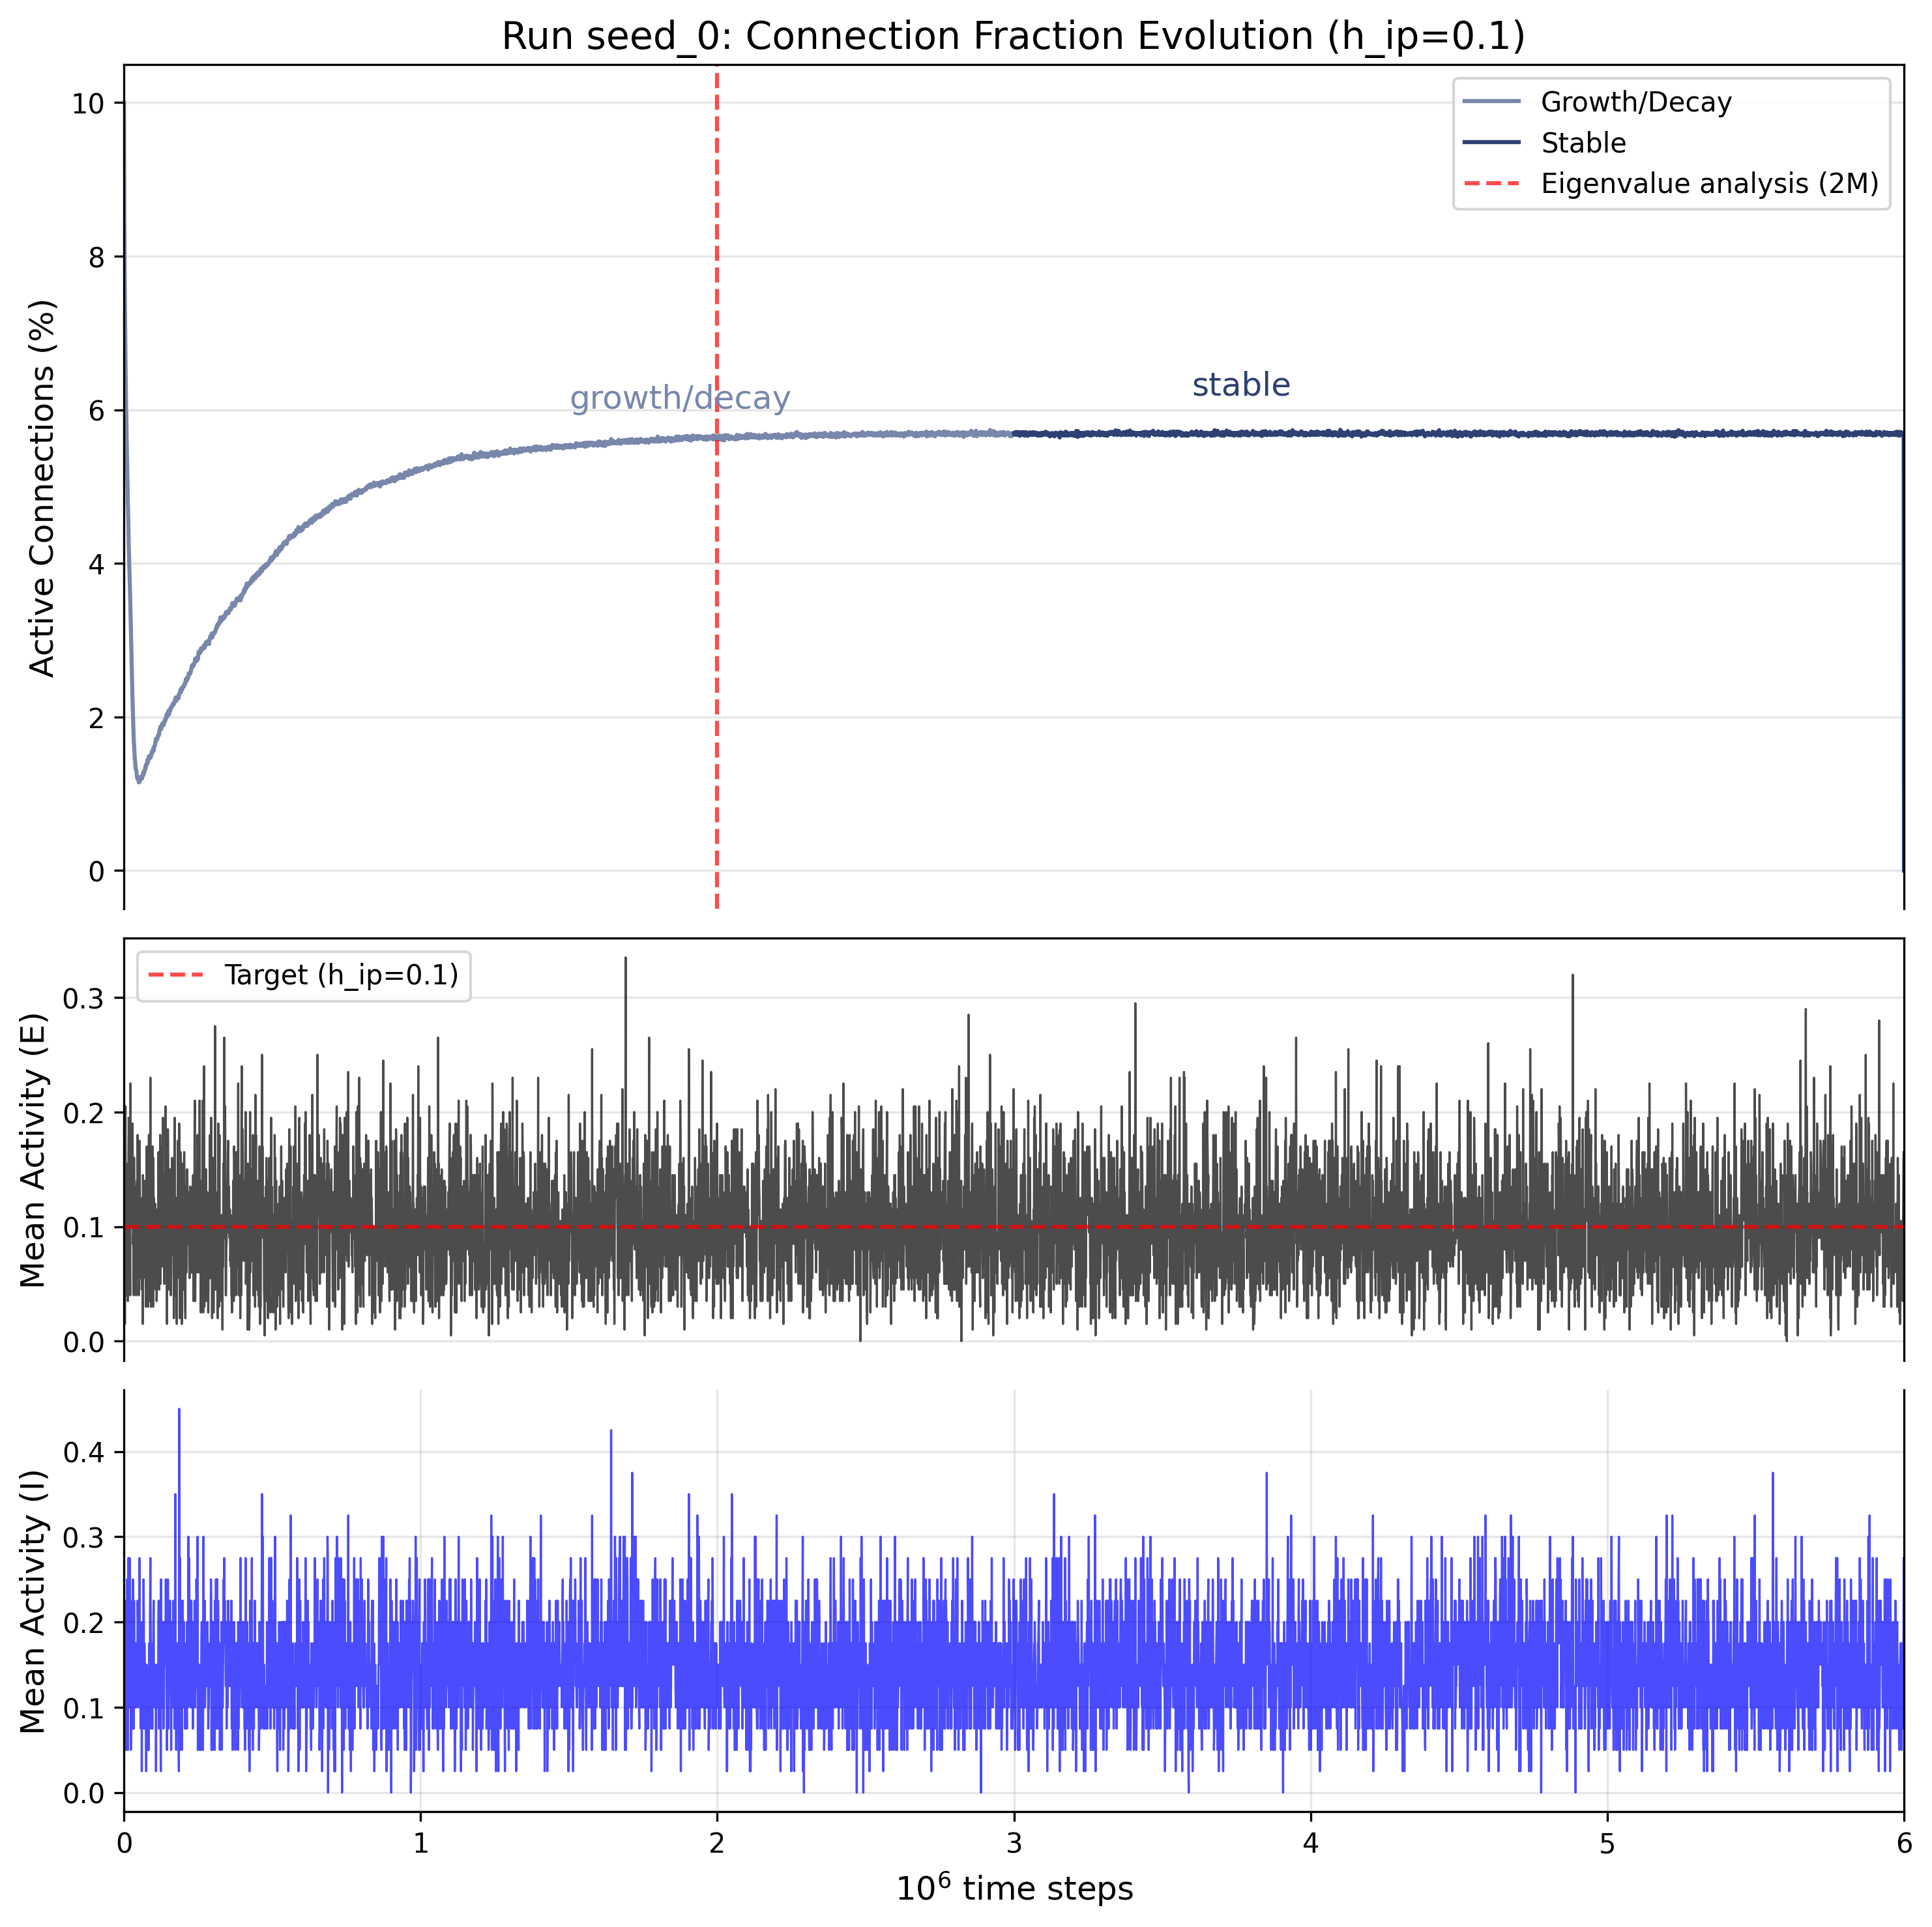 Run seed_0: Connection Fraction Evolution (h_ip=0.1)
10
8
6
4
2
0
Active Connections (%)
Growth/Decay
Stable
Eigenvalue analysis (2M)
growth/decay
stable
0.3
0.2
0.1
0.0
Mean Activity (E)
Target (h_ip=0.1)
0.4
0.3
0.2
0.1
0.0
Mean Activity (I)
0 1 2 3 4 5 6
10⁶ time steps